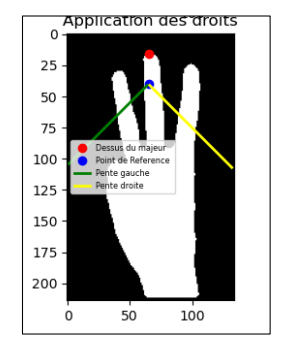 Application des droits
0
25
50
75
100
125
150
175
200
Dessus du majeur
Point de Reference
Pente gauche
Pente droite
0 50 100